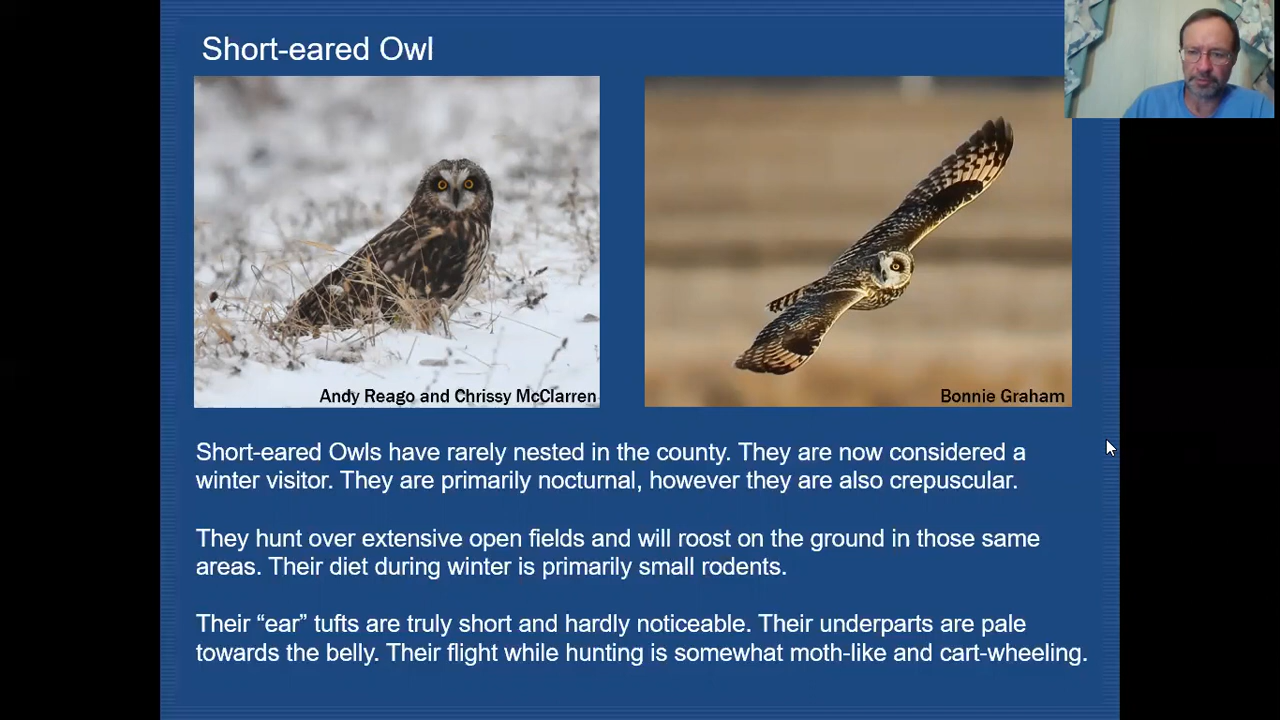 Short-eared Owl
Andy Reago and Chrissy McClarren
Bonnie Graham
Short-eared Owls have rarely nested in the county. They are now considered a
winter visitor. They are primarily nocturnal, however they are also crepuscular.
They hunt over extensive open fields and will roost on the ground in those same
areas. Their diet during winter is primarily small rodents.
Their “ear” tufts are truly short and hardly noticeable. Their underparts are pale
towards the belly. Their flight while hunting is somewhat moth-like and cart-wheeling.